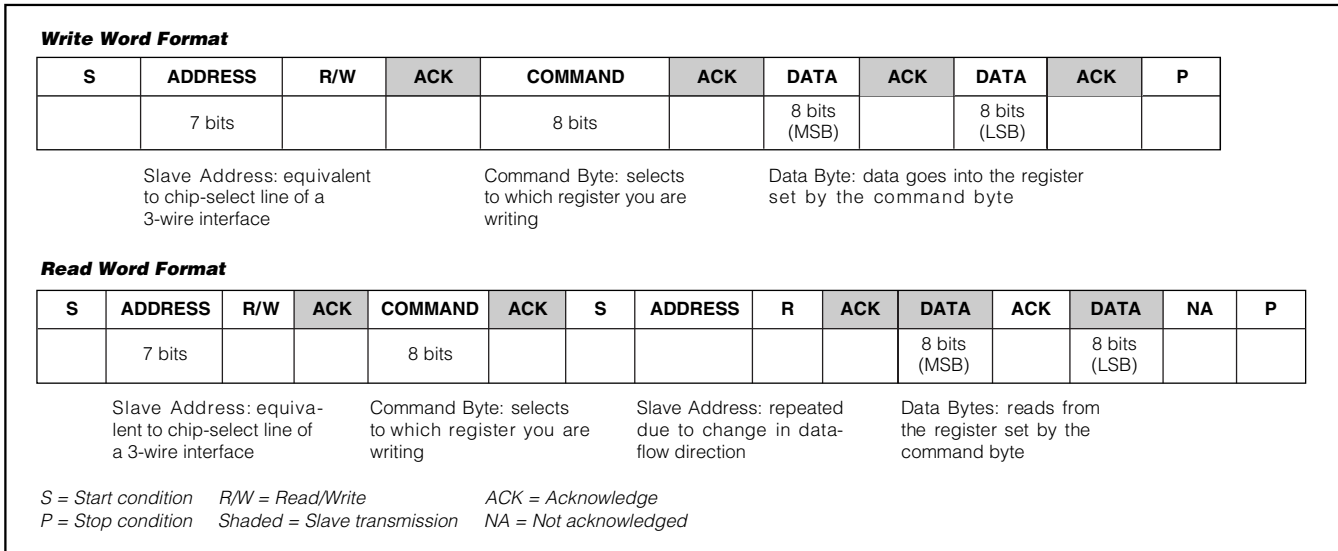 Write Word Format
S ADDRESS R/W ACK COMMAND ACK DATA ACK DATA ACK P
7 bits 8 bits 8 bits (MSB) 8 bits (LSB)
Slave Address: equivalent
to chip-select line of a
3-wire interface
Command Byte: selects
to which register you are
writing
Data Byte: data goes into the register
set by the command byte
Read Word Format
S ADDRESS R/W ACK COMMAND ACK S ADDRESS R ACK DATA ACK DATA NA P
7 bits 8 bits 8 bits (MSB) 8 bits (LSB)
Slave Address: equiva-
lent to chip-select line of
a 3-wire interface
Command Byte: selects
to which register you are
writing
Slave Address: repeated
due to change in data-
flow direction
Data Bytes: reads from
the register set by the
command byte
S = Start condition R/W = Read/Write ACK = Acknowledge
P = Stop condition Shaded = Slave transmission NA = Not acknowledged